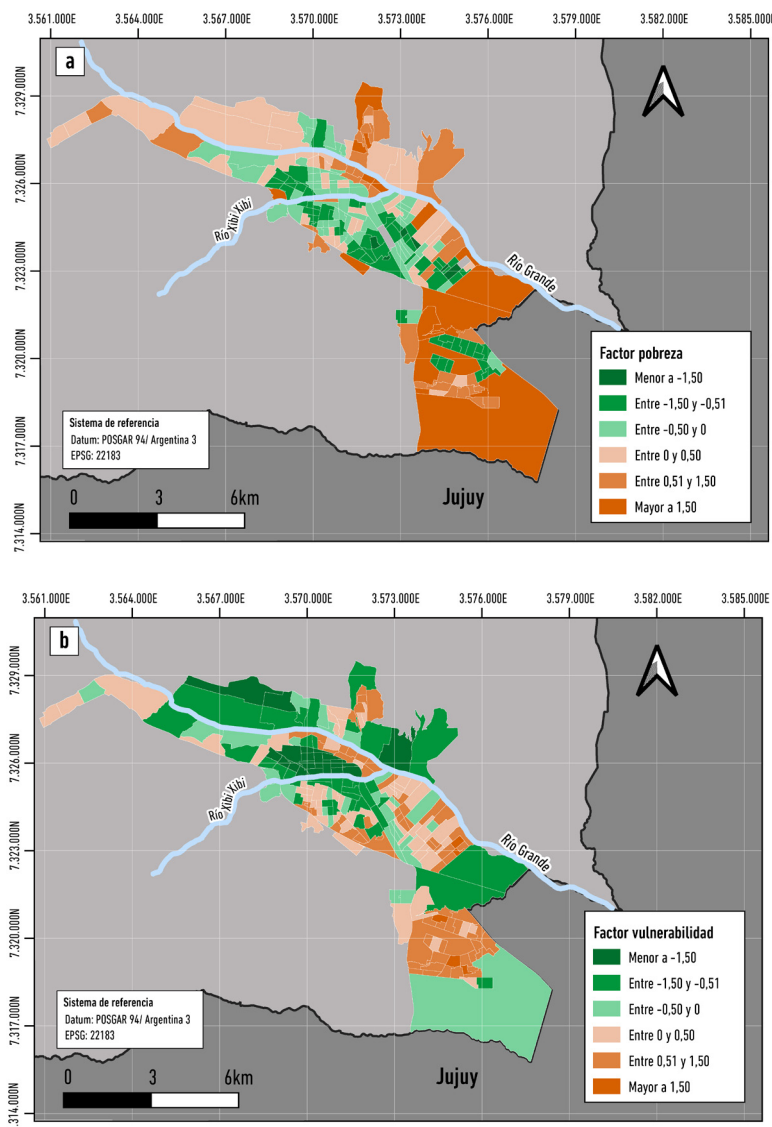 3.561.000E 3.564.000E 3.567.000E 3.570.000E 3.573.000E 3.576.000E 3.579.000E 3.582.000E 3.585.000
a
7.329.000N
7.326.000N
7.323.000N
7.320.000N
7.317.000N
7.314.000N
Río Xibi Xibi
Río Grande
Factor pobreza
Menor a -1,50
Entre -1,50 y -0,51
Entre -0,50 y 0
Entre 0 y 0,50
Entre 0,51 y 1,50
Mayor a 1,50
Sistema de referencia
Datum: POSGAR 94/ Argentina 3
EPSG: 22183
0 3 6km
Jujuy
3.561.000E 3.564.000E 3.567.000E 3.570.000E 3.573.000E 3.576.000E 3.579.000E 3.582.000E 3.585.000E
b
7.329.000N
7.326.000N
7.323.000N
7.320.000N
7.317.000N
7.314.000N
Río Xibi Xibi
Río Grande
Factor vulnerabilidad
Menor a -1,50
Entre -1,50 y -0,51
Entre -0,50 y 0
Entre 0 y 0,50
Entre 0,51 y 1,50
Mayor a 1,50
Sistema de referencia
Datum: POSGAR 94/ Argentina 3
EPSG: 22183
0 3 6km
Jujuy